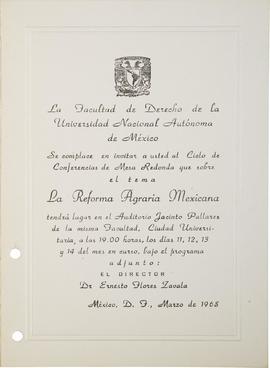 La Facultad de Derecho de la
Universidad Nacional Autónoma
de México
Se complace en invitar a usted al Ciclo de
Conferencias de Mesa Redonda que sobre
el tema
La Reforma Agraria Mexicana
tendrá lugar en el Auditorio Jacinto Pallares
de la misma Facultad, Ciudad Universi-
taria, a las 19.00 horas, los días 11, 12, 13
y 14 del mes en curso, bajo el programa
adjunto:
EL DIRECTOR
Dr Ernesto Flores Zavala
México, D. F., Marzo de 1965